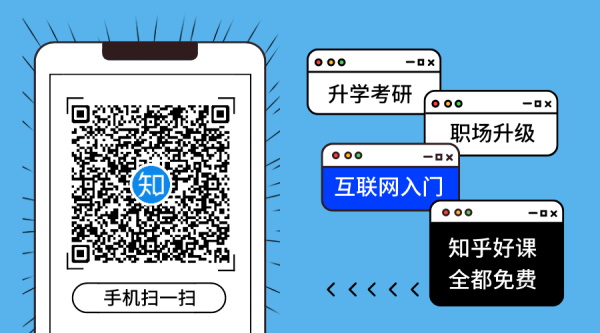 知
手机扫一扫
升学考研
职场升级
互联网入门
知乎好课
全都免费